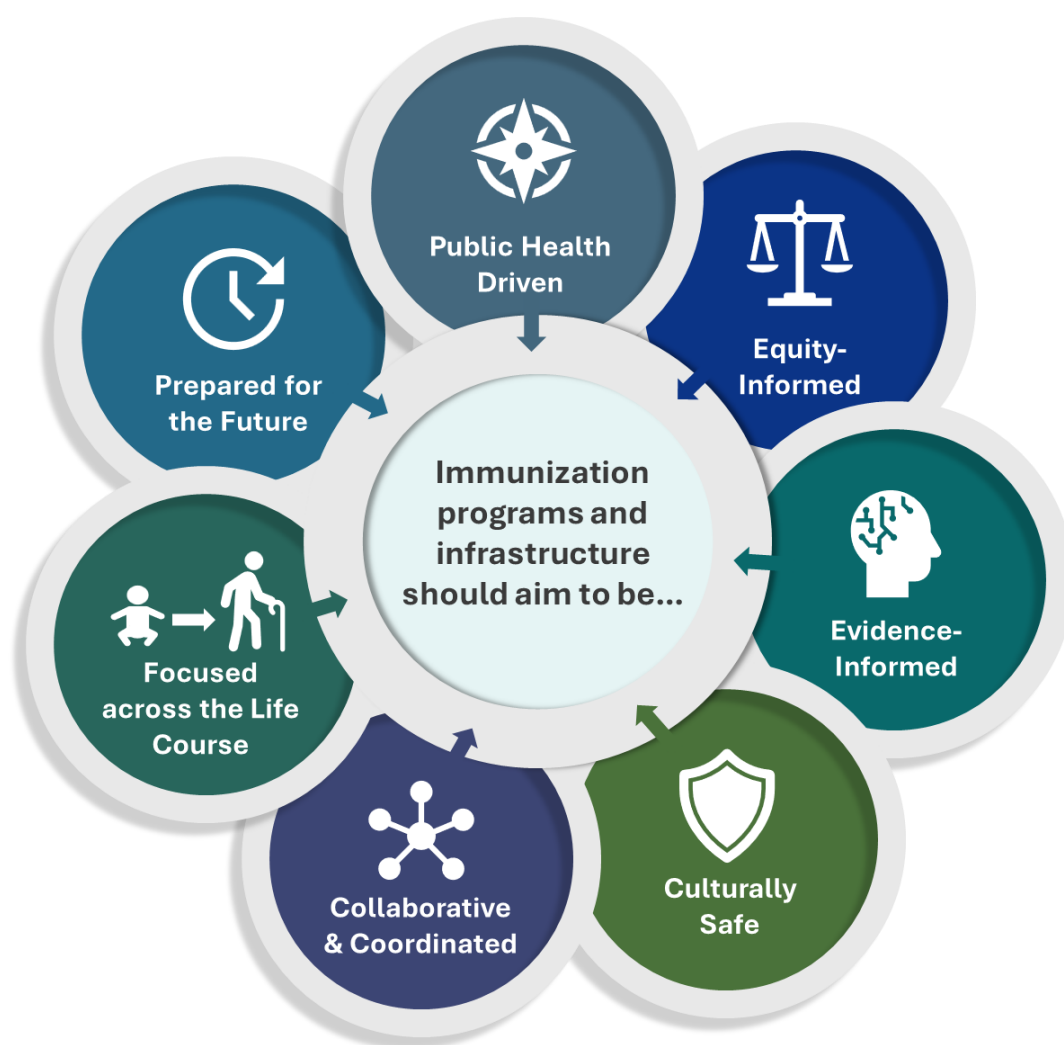 Public Health
Driven
Equity-
Informed
Evidence-
Informed
Culturally
Safe
Collaborative
& Coordinated
Focused
across the Life
Course
Prepared for
the Future
Immunization
programs and
infrastructure
should aim to be...